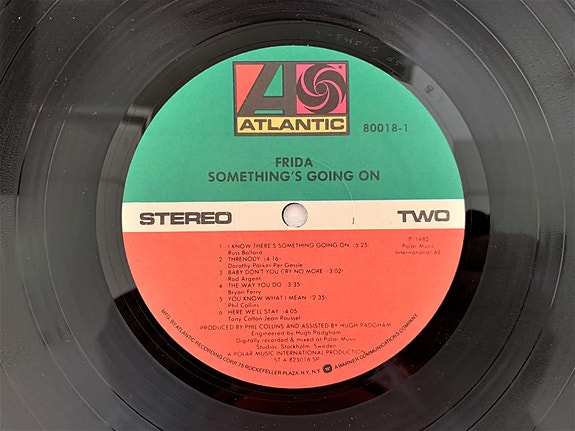 ATLANTIC
80018-1
FRIDA
SOMETHING'S GOING ON
STEREO
TWO
℗ 1982
Polar Music
International AB
1 I KNOW THERE'S SOMETHING GOING ON (5:25)
Russ Ballard
2 THRENODY (4:16)
Dorothy Parker-Per Gessle
3 BABY DON'T YOU CRY NO MORE (3:02)
Rod Argent
4 THE WAY YOU DO (3:35)
Bryan Ferry
5 YOU KNOW WHAT I MEAN (2:35)
Phil Collins
6 HERE WE'LL STAY (4:05)
Tony Colton-Jean Roussel
PRODUCED BY PHIL COLLINS AND ASSISTED BY HUGH PADGHAM
Engineered by Hugh Padgham
Digitally recorded & mixed at Polar Music
Studios, Stockholm, Sweden
A POLAR MUSIC INTERNATIONAL PRODUCTION
ST A 825018 SP
MFG. BY ATLANTIC RECORDING CORP., 75 ROCKEFELLER PLAZA, N.Y., N.Y. W A WARNER COMMUNICATIONS COMPANY